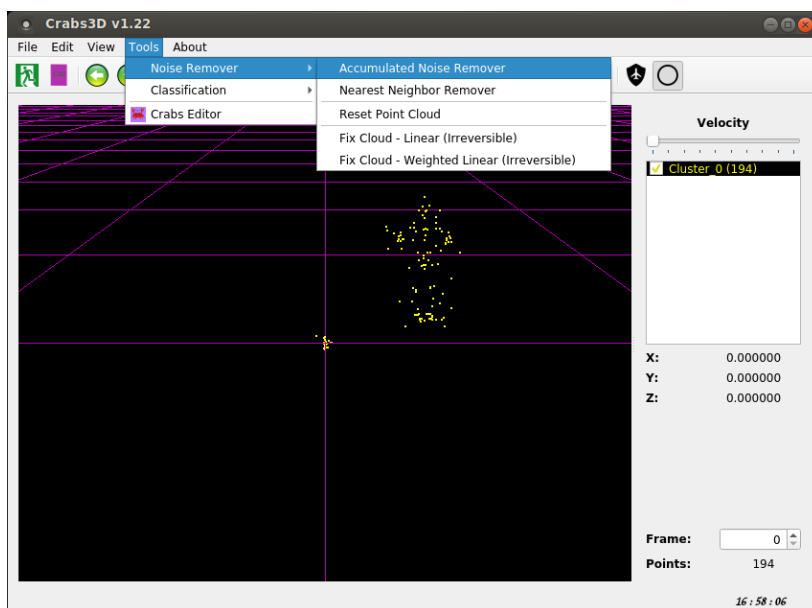 Crabs3D v1.22
File Edit View Tools About
Noise Remover
Classification
Crabs Editor
Accumulated Noise Remover
Nearest Neighbor Remover
Reset Point Cloud
Fix Cloud - Linear (Irreversible)
Fix Cloud - Weighted Linear (Irreversible)
Velocity
Cluster_0 (194)
X: 0.000000
Y: 0.000000
Z: 0.000000
Frame: 0
Points: 194
16 : 58 : 06